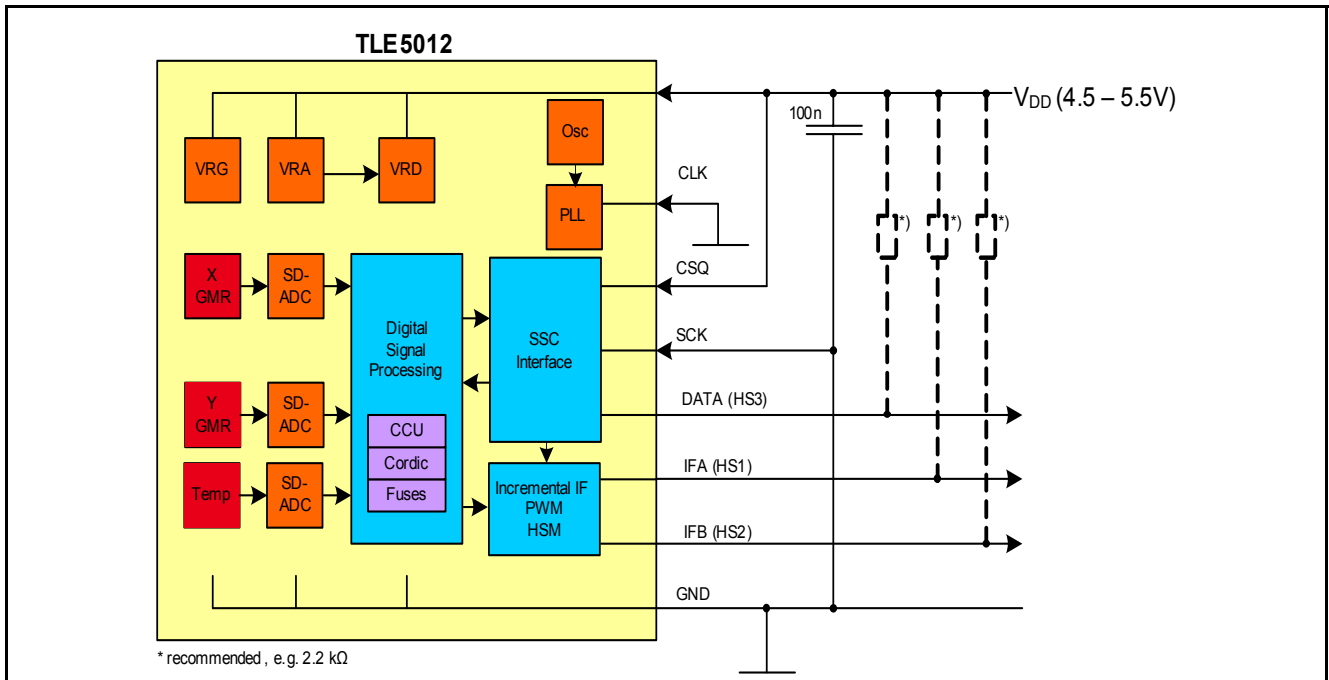 TLE5012
VDD (4.5 – 5.5V)
100n
Osc
VRG
VRA
VRD
CLK
PLL
*)
*)
*)
CSQ
X
GMR
SD-
ADC
Digital
Signal
Processing
SSC
Interface
SCK
DATA (HS3)
Y
GMR
SD-
ADC
CCU
Cordic
Fuses
IFA (HS1)
Temp
SD-
ADC
Incremental IF
PWM
HSM
IFB (HS2)
GND
* recommended , e.g. 2.2 kΩ